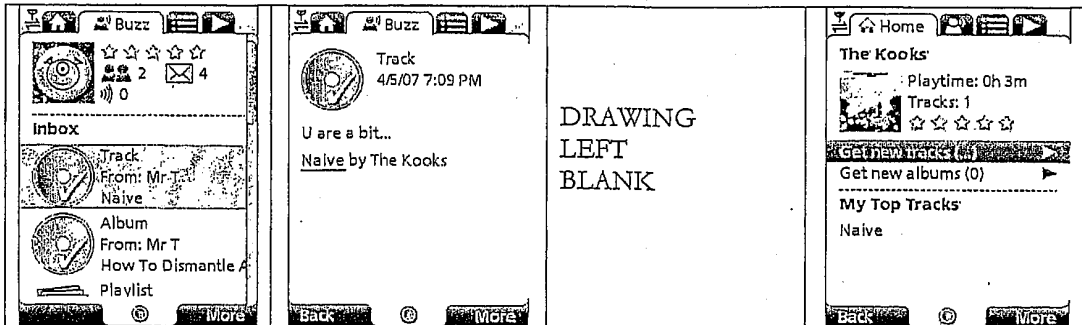 Buzz
2 4
0
Inbox
Track
From: Mr T
Naive
Album
From: Mr T
How To Dismantle A
Playlist
More
Buzz
Track
4/5/07 7:09 PM
U are a bit...
Naive by The Kooks
Back More
DRAWING
LEFT
BLANK
Home
The Kooks
Playtime: 0h 3m
Tracks: 1
Get new tracks (...)
Get new albums (0)
My Top Tracks
Naive
Back More